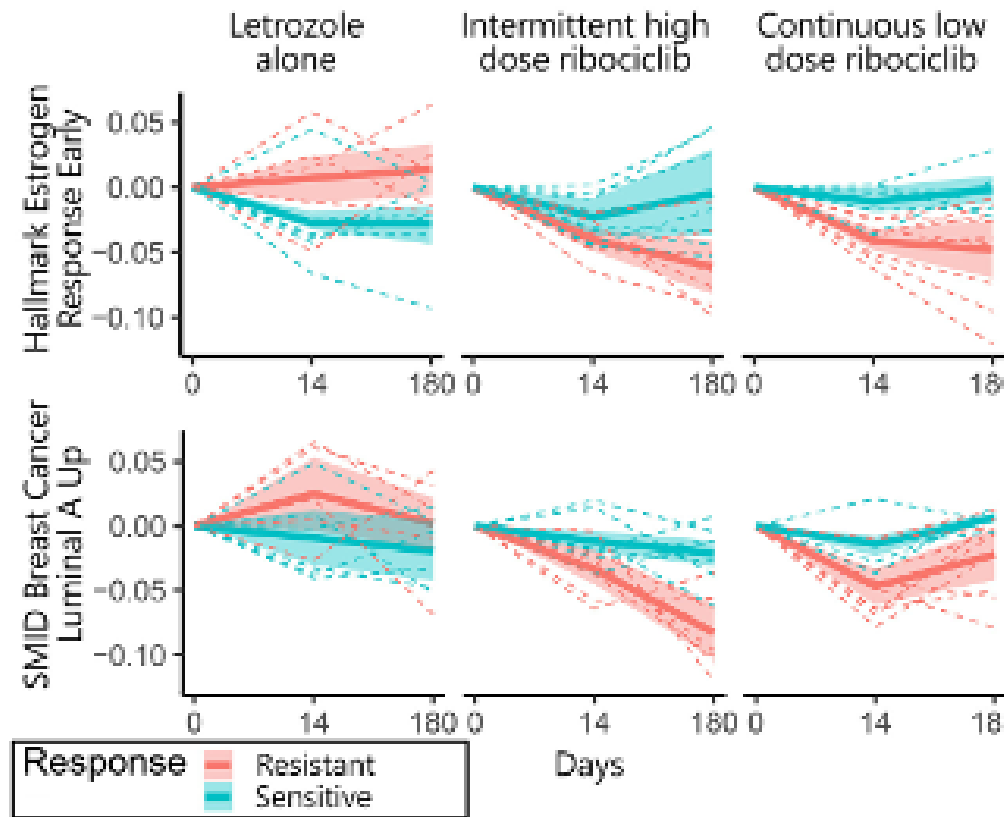 Letrozole
alone
Intermittent high
dose ribociclib
Continuous low
dose ribociclib
Hallmark Estrogen
Response Early
0.05
0.00
−0.05
−0.10
0 14 180
0 14 180
0 14 180
SMID Breast Cancer
Luminal A Up
0.05
0.00
−0.05
−0.10
0 14 180
0 14 180
0 14 18
Days
Response
Resistant
Sensitive